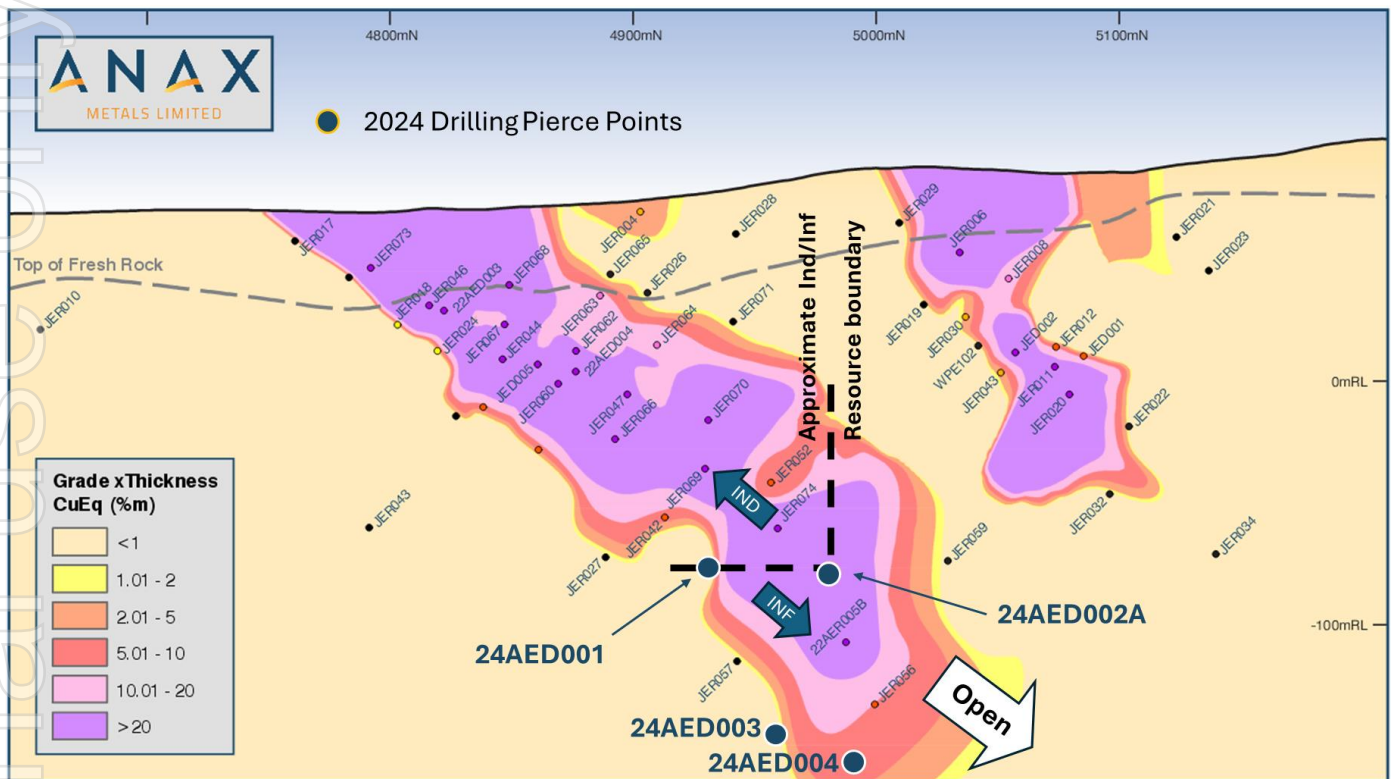 4800mN
4900mN
5000mN
5100mN
ANAX
METALS LIMITED
2024 Drilling Pierce Points
JER017
JER073
JER004
JER065
JER028
JER026
JER029
JER006
JER008
JER021
JER023
Top of Fresh Rock
JER010
JER018
JER046
22AED003
JER068
JER063
JER071
Approximate Ind/Inf
Resource boundary
JER024
JER067
JER044
JER062
22AED004
JER064
JER019
JER030
WPE102
JER043
JED002
JER012
JED001
JER011
JER020
JER022
0mRL
JED005
JER060
JER047
JER066
JER070
JER052
JER069
IND
JER074
JER042
JER027
JER043
JER059
JER032
JER034
Grade xThickness
CuEq (%m)
<1
1.01 - 2
2.01 - 5
5.01 - 10
10.01 - 20
>20
INF
22AER005B
24AED001
24AED002A
-100mRL
JER057
JER056
Open
24AED003
24AED004